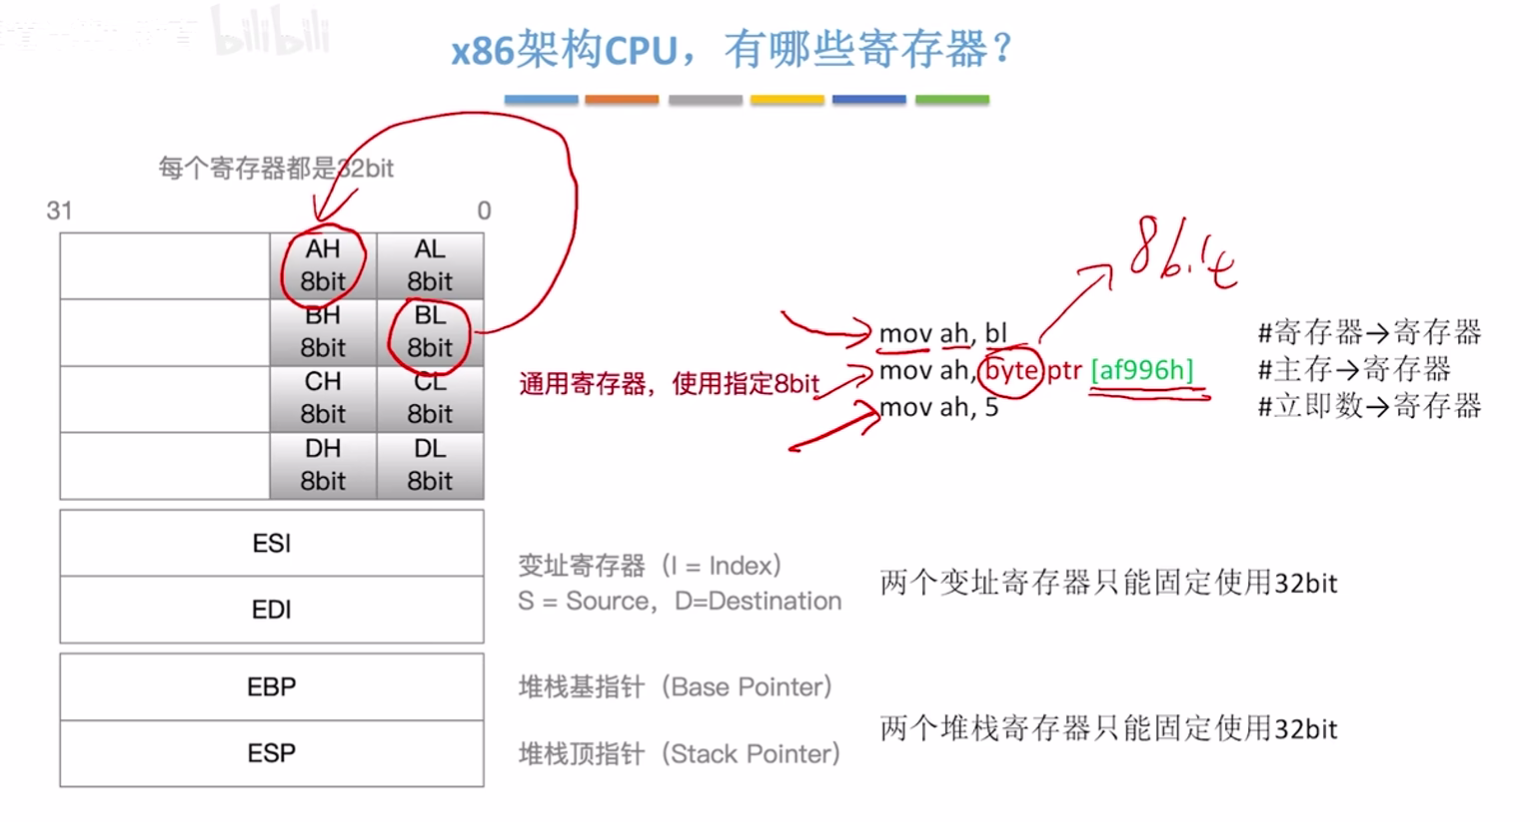 bilibili
x86架构CPU，有哪些寄存器？
每个寄存器都是32bit
31 0
AH AL
8bit 8bit
BH BL
8bit 8bit
CH CL
8bit 8bit
DH DL
8bit 8bit
通用寄存器，使用指定8bit
8bit
mov ah, bl #寄存器→寄存器
mov ah, byte ptr [af996h] #主存→寄存器
mov ah, 5 #立即数→寄存器
ESI
EDI
变址寄存器（I = Index）
S = Source，D=Destination
两个变址寄存器只能固定使用32bit
EBP
ESP
堆栈基指针（Base Pointer）
堆栈顶指针（Stack Pointer）
两个堆栈寄存器只能固定使用32bit